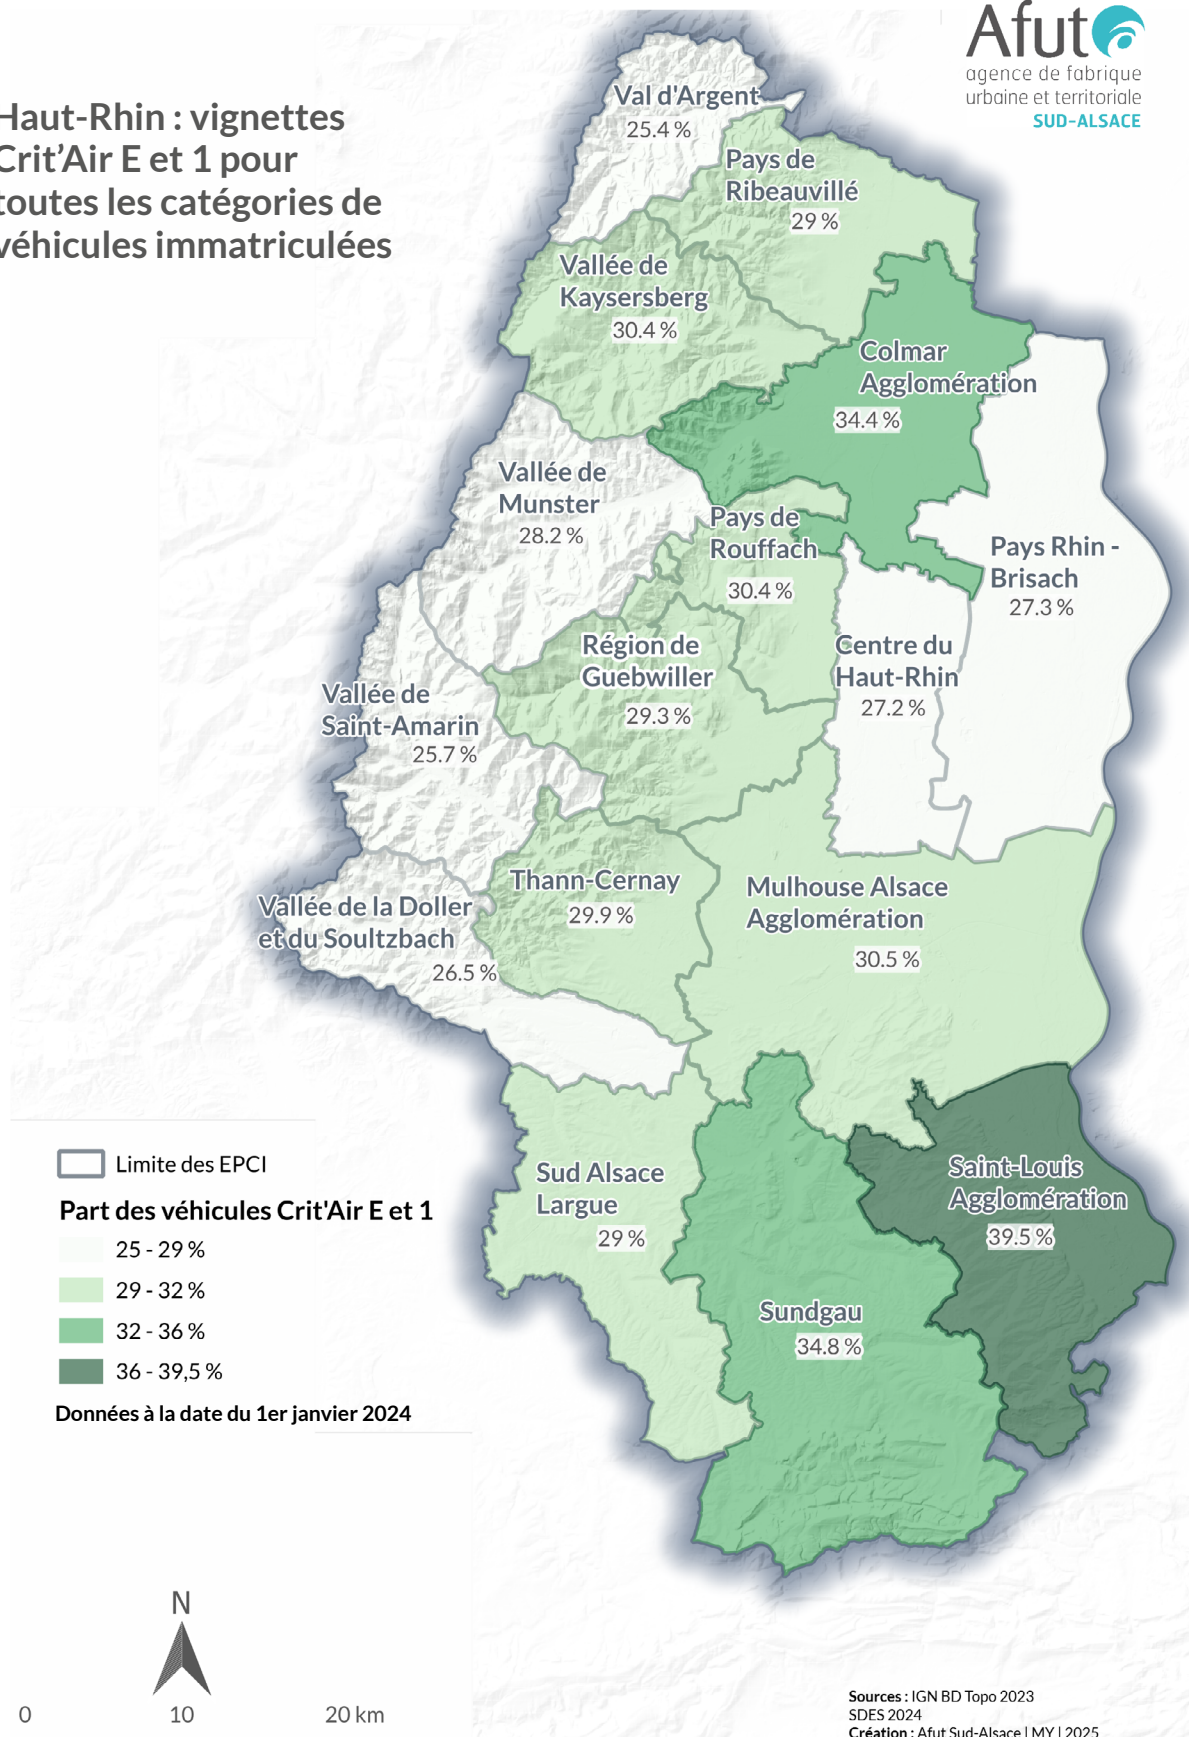 Afut
agence de fabrique
urbaine et territoriale
SUD-ALSACE
Haut-Rhin : vignettes
Crit’Air E et 1 pour
toutes les catégories de
véhicules immatriculées
Val d'Argent
25.4 %
Pays de
Ribeauvillé
29 %
Vallée de
Kaysersberg
30.4 %
Colmar
Agglomération
34.4 %
Vallée de
Munster
28.2 %
Pays de
Rouffach
30.4 %
Pays Rhin -
Brisach
27.3 %
Région de
Guebwiller
29.3 %
Centre du
Haut-Rhin
27.2 %
Vallée de
Saint-Amarin
25.7 %
Thann-Cernay
29.9 %
Mulhouse Alsace
Agglomération
30.5 %
Vallée de la Doller
et du Soultzbach
26.5 %
Sud Alsace
Largue
29 %
Saint-Louis
Agglomération
39.5 %
Sundgau
34.8 %
Limite des EPCI
Part des véhicules Crit'Air E et 1
25 - 29 %
29 - 32 %
32 - 36 %
36 - 39,5 %
Données à la date du 1er janvier 2024
N
0 10 20 km
Sources : IGN BD Topo 2023
SDES 2024
Création : Afut Sud-Alsace | MY | 2025